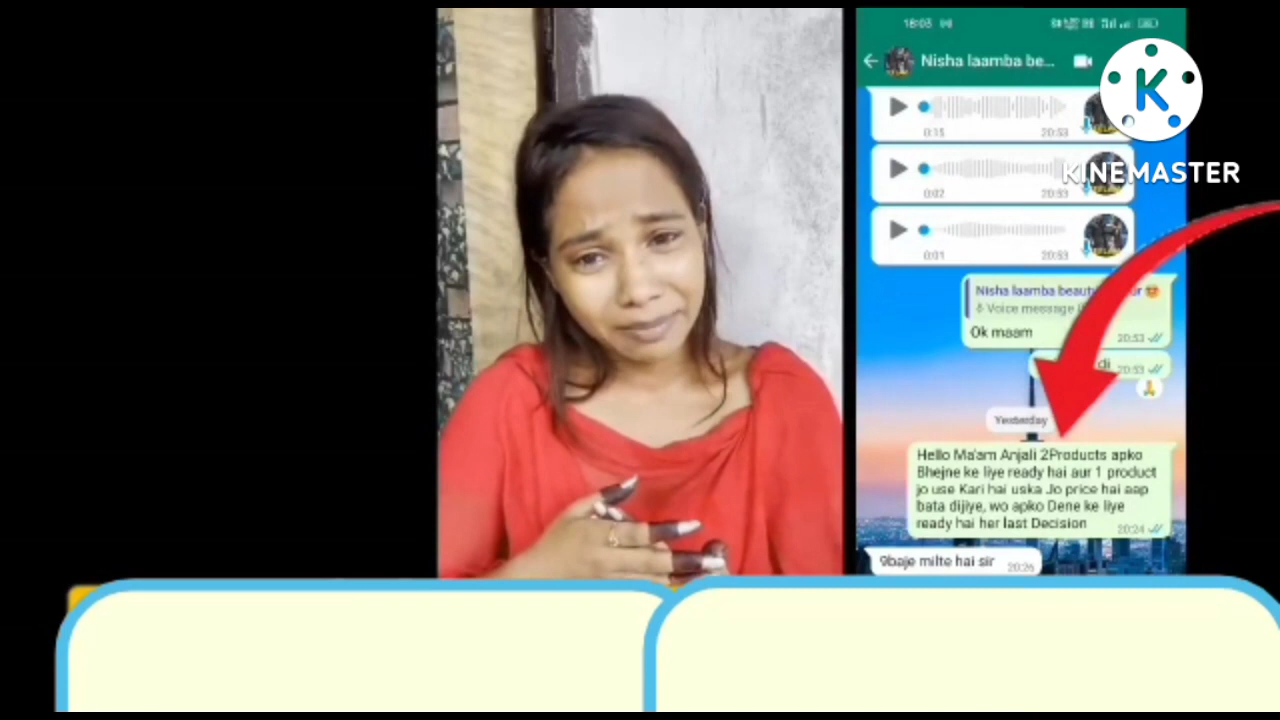 18:03
Nisha laamba be...
KINEMASTER
0:15 20:53
0:02 20:53
0:01 20:53
Nisha laamba
Voice message
Ok maam
20:53
di 20:53
Yesterday
Hello Ma'am Anjali 2Products apko
Bhejne ke liye ready hai aur 1 product
jo use Kari hai uska Jo price hai aap
bata dijiye, wo apko Dene ke liye
ready hai her last Decision
20:24
9baje milte hai sir 20:26